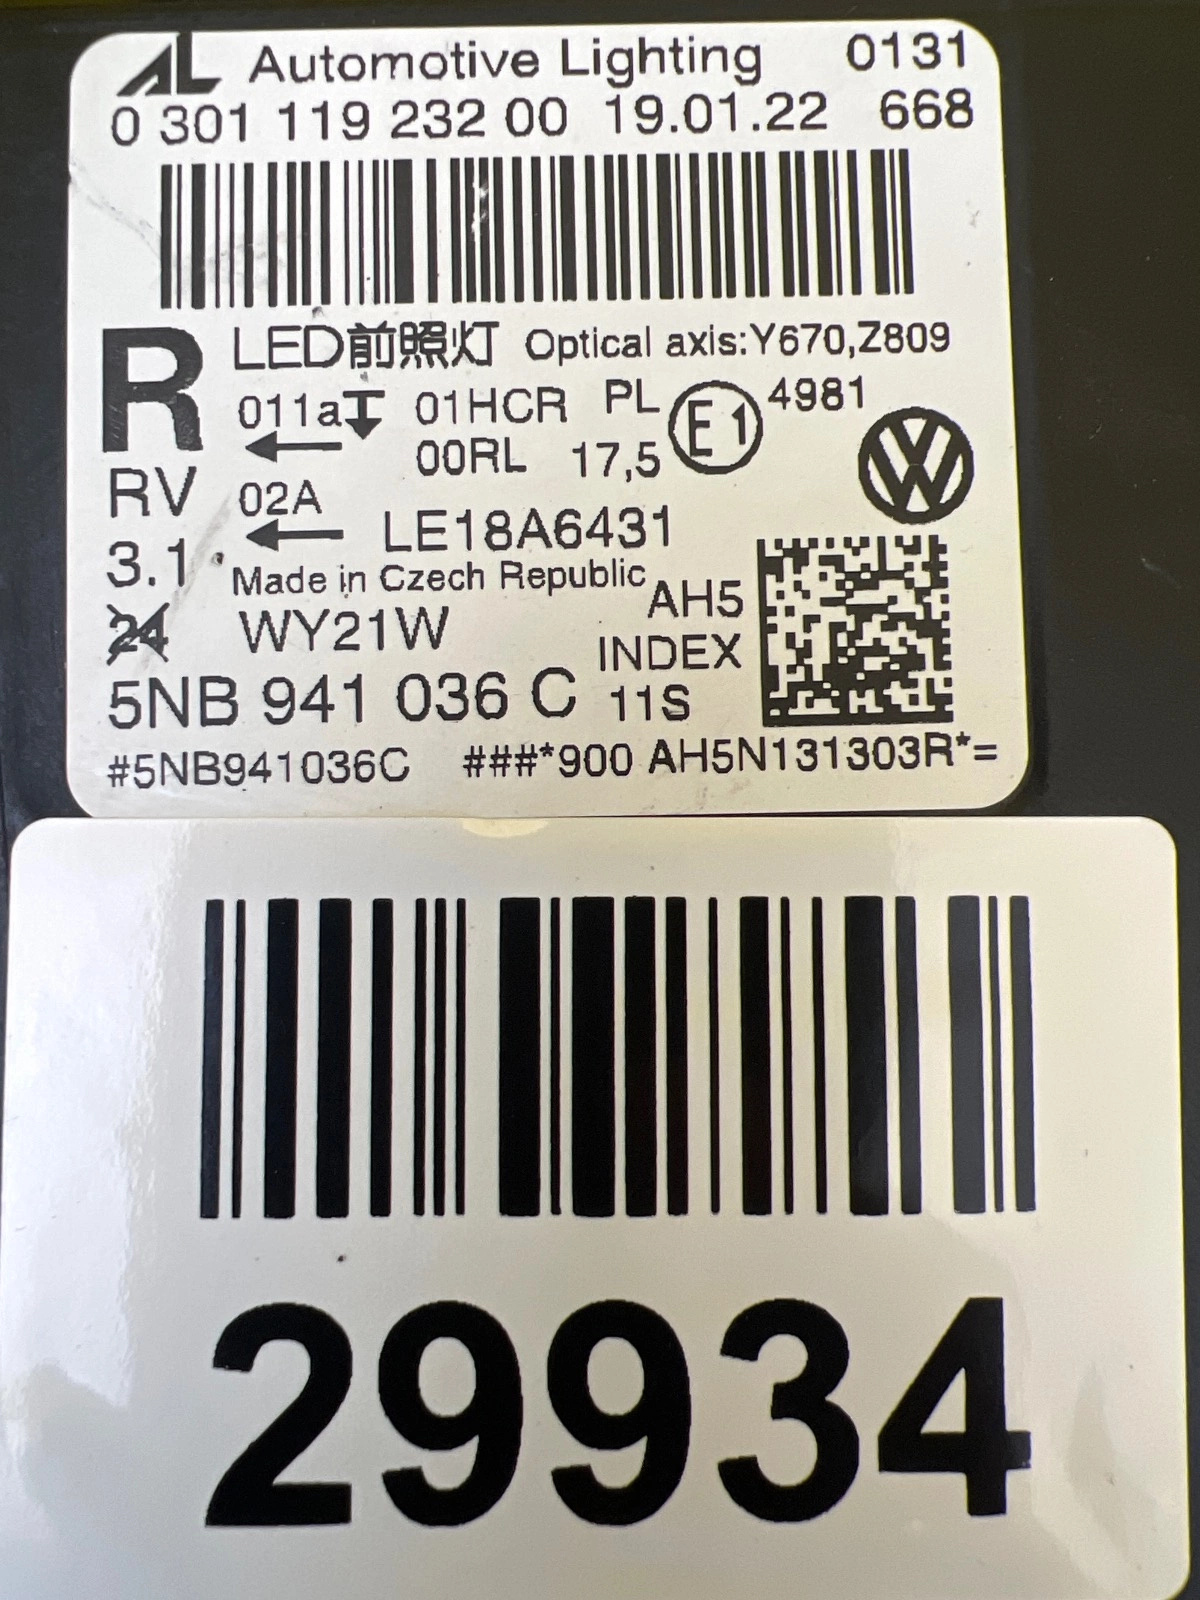 AL Automotive Lighting 0131
0 301 119 232 00 19.01.22 668
R LED前照灯 Optical axis:Y670,Z809
011a 01HCR PL E1 4981
00RL 17,5
RV 02A
LE18A6431
3.1 Made in Czech Republic AH5
24 WY21W INDEX
5NB 941 036 C 11S
#5NB941036C ###*900 AH5N131303R*=
29934